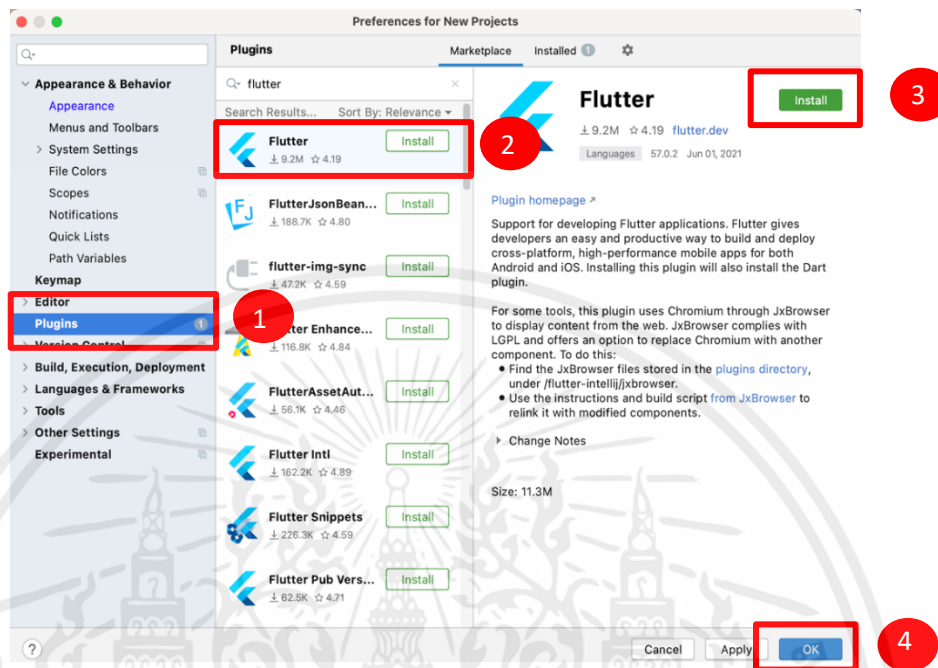 Preferences for New Projects
Appearance & Behavior
Appearance
Menus and Toolbars
System Settings
File Colors
Scopes
Notifications
Quick Lists
Path Variables
Keymap
Editor
Plugins 1
Version Control
Build, Execution, Deployment
Languages & Frameworks
Tools
Other Settings
Experimental
1
Plugins
Marketplace Installed 1
flutter
Search Results... Sort By: Relevance
Flutter Install
9.2M 4.19
2
FlutterJsonBean... Install
188.7K 4.80
flutter-img-sync Install
47.2K 4.59
Enhance... Install
116.8K 4.84
FlutterAssetAut... Install
56.1K 4.46
Flutter Intl Install
162.2K 4.89
Flutter Snippets Install
226.3K 4.59
Flutter Pub Vers... Install
62.5K 4.71
Flutter
Install
3
9.2M 4.19 flutter.dev
Languages 57.0.2 Jun 01, 2021
Plugin homepage
Support for developing Flutter applications. Flutter gives
developers an easy and productive way to build and deploy
cross-platform, high-performance mobile apps for both
Android and iOS. Installing this plugin will also install the Dart
plugin.
For some tools, this plugin uses Chromium through JxBrowser
to display content from the web. JxBrowser complies with
LGPL and offers an option to replace Chromium with another
component. To do this:
• Find the JxBrowser files stored in the plugins directory,
under /flutter-intellij/jxbrowser.
• Use the instructions and build script from JxBrowser to
relink it with modified components.
Change Notes
Size: 11.3M
?
Cancel Apply OK
4